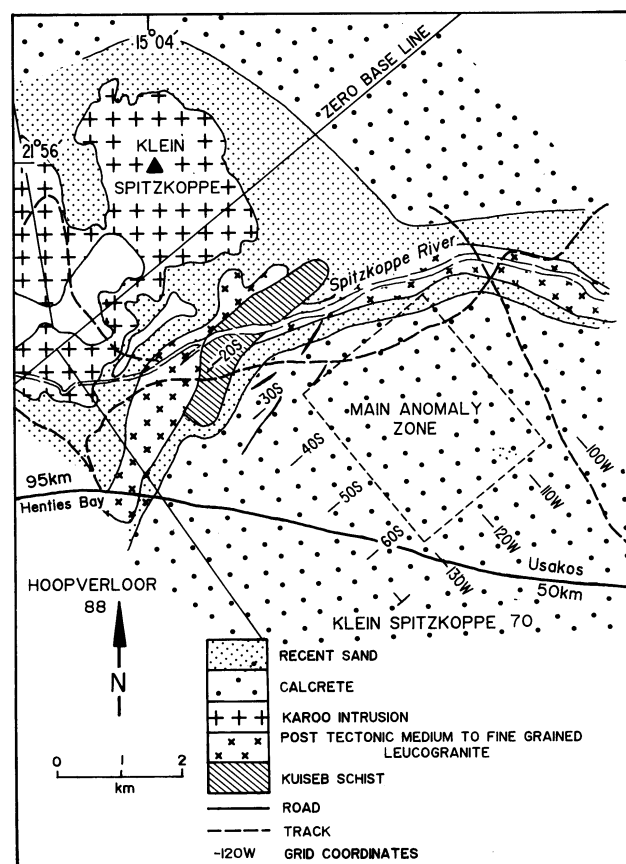 15°04'
ZERO BASE LINE
21°56
KLEIN
SPITZKOPPE
Spitzkoppe River
-20S
-30S
MAIN ANOMALY
ZONE
-40S
-100W
95km
-50S
-110W
Henties Bay
-60S
-120W
-130W
Usakos
50km
HOOPVERLOOR
88
KLEIN SPITZKOPPE 70
N
0 1 2
km
RECENT SAND
CALCRETE
KAROO INTRUSION
POST TECTONIC MEDIUM TO FINE GRAINED
LEUCOGRANITE
KUISEB SCHIST
ROAD
TRACK
-120W GRID COORDINATES